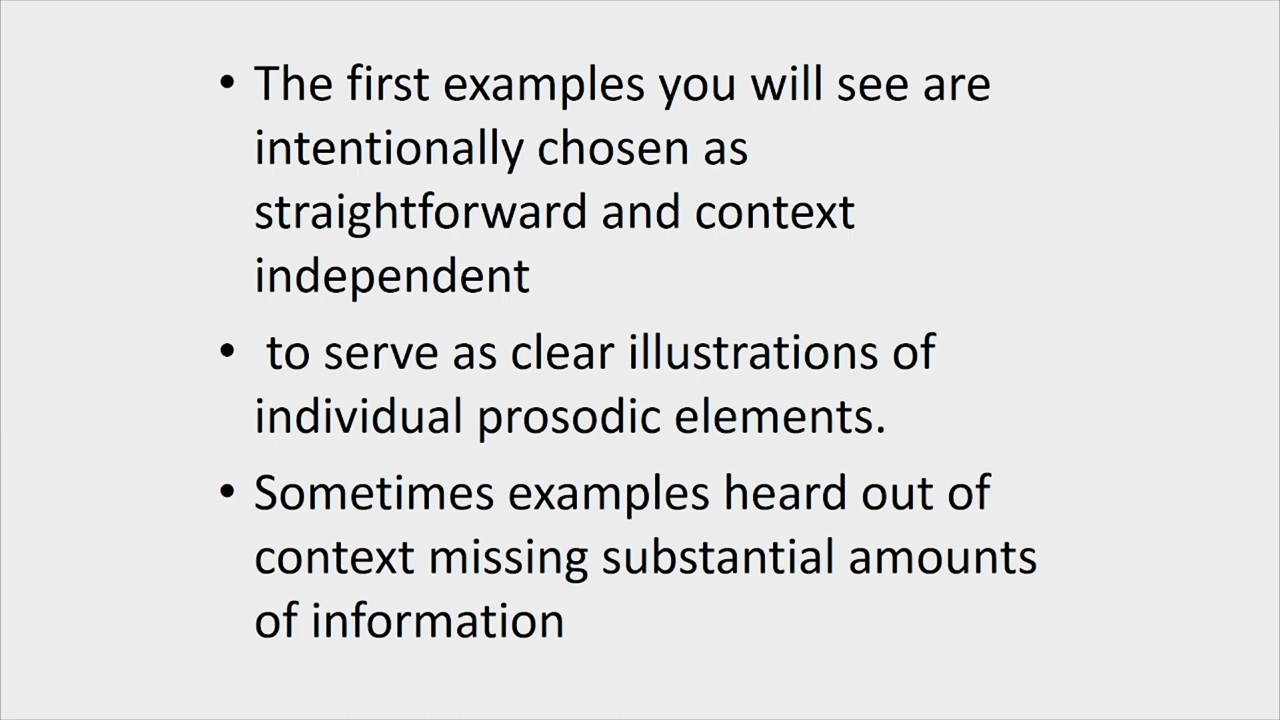 • The first examples you will see are
intentionally chosen as
straightforward and context
independent
• to serve as clear illustrations of
individual prosodic elements.
• Sometimes examples heard out of
context missing substantial amounts
of information